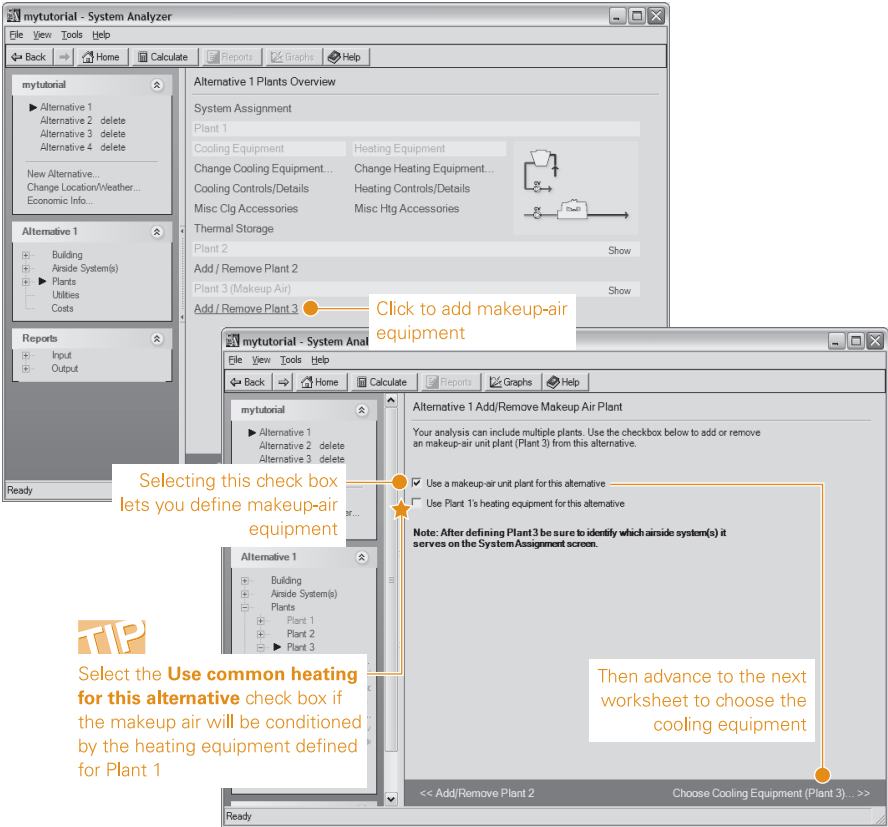 mytutorial - System Analyzer
File View Tools Help
Back Home Calculate Reports Graphs Help
mytutorial
Alternative 1
Alternative 2 delete
Alternative 3 delete
Alternative 4 delete
New Alternative...
Change Location/Weather...
Economic Info...
Alternative 1
Building
Airside System(s)
Plants
Utilities
Costs
Reports
Input
Output
Ready
Alternative 1 Plants Overview
System Assignment
Plant 1
Cooling Equipment Heating Equipment
Change Cooling Equipment... Change Heating Equipment...
Cooling Controls/Details Heating Controls/Details
Misc Clg Accessories Misc Htg Accessories
Thermal Storage
Plant 2 Show
Add / Remove Plant 2
Plant 3 (Makeup Air) Show
Add / Remove Plant 3
Click to add makeup-air
equipment
mytutorial - System Anal
File View Tools Help
Back Home Calculate Reports Graphs Help
mytutorial
Alternative 1
Alternative 2 delete
Alternative 3 delete
er...
Alternative 1
Building
Airside System(s)
Plants
Plant 1
Plant 2
Plant 3
Alternative 1 Add/Remove Makeup Air Plant
Your analysis can include multiple plants. Use the checkbox below to add or remove
an makeup-air unit plant (Plant 3) from this alternative.
Use a makeup-air unit plant for this alternative
Use Plant 1's heating equipment for this alternative
Note: After defining Plant 3 be sure to identify which airside system(s) it
serves on the System Assignment screen.
Selecting this check box
lets you define makeup-air
equipment
TIP
Select the Use common heating
for this alternative check box if
the makeup air will be conditioned
by the heating equipment defined
for Plant 1
Then advance to the next
worksheet to choose the
cooling equipment
<< Add/Remove Plant 2 Choose Cooling Equipment (Plant 3)... >>
Ready